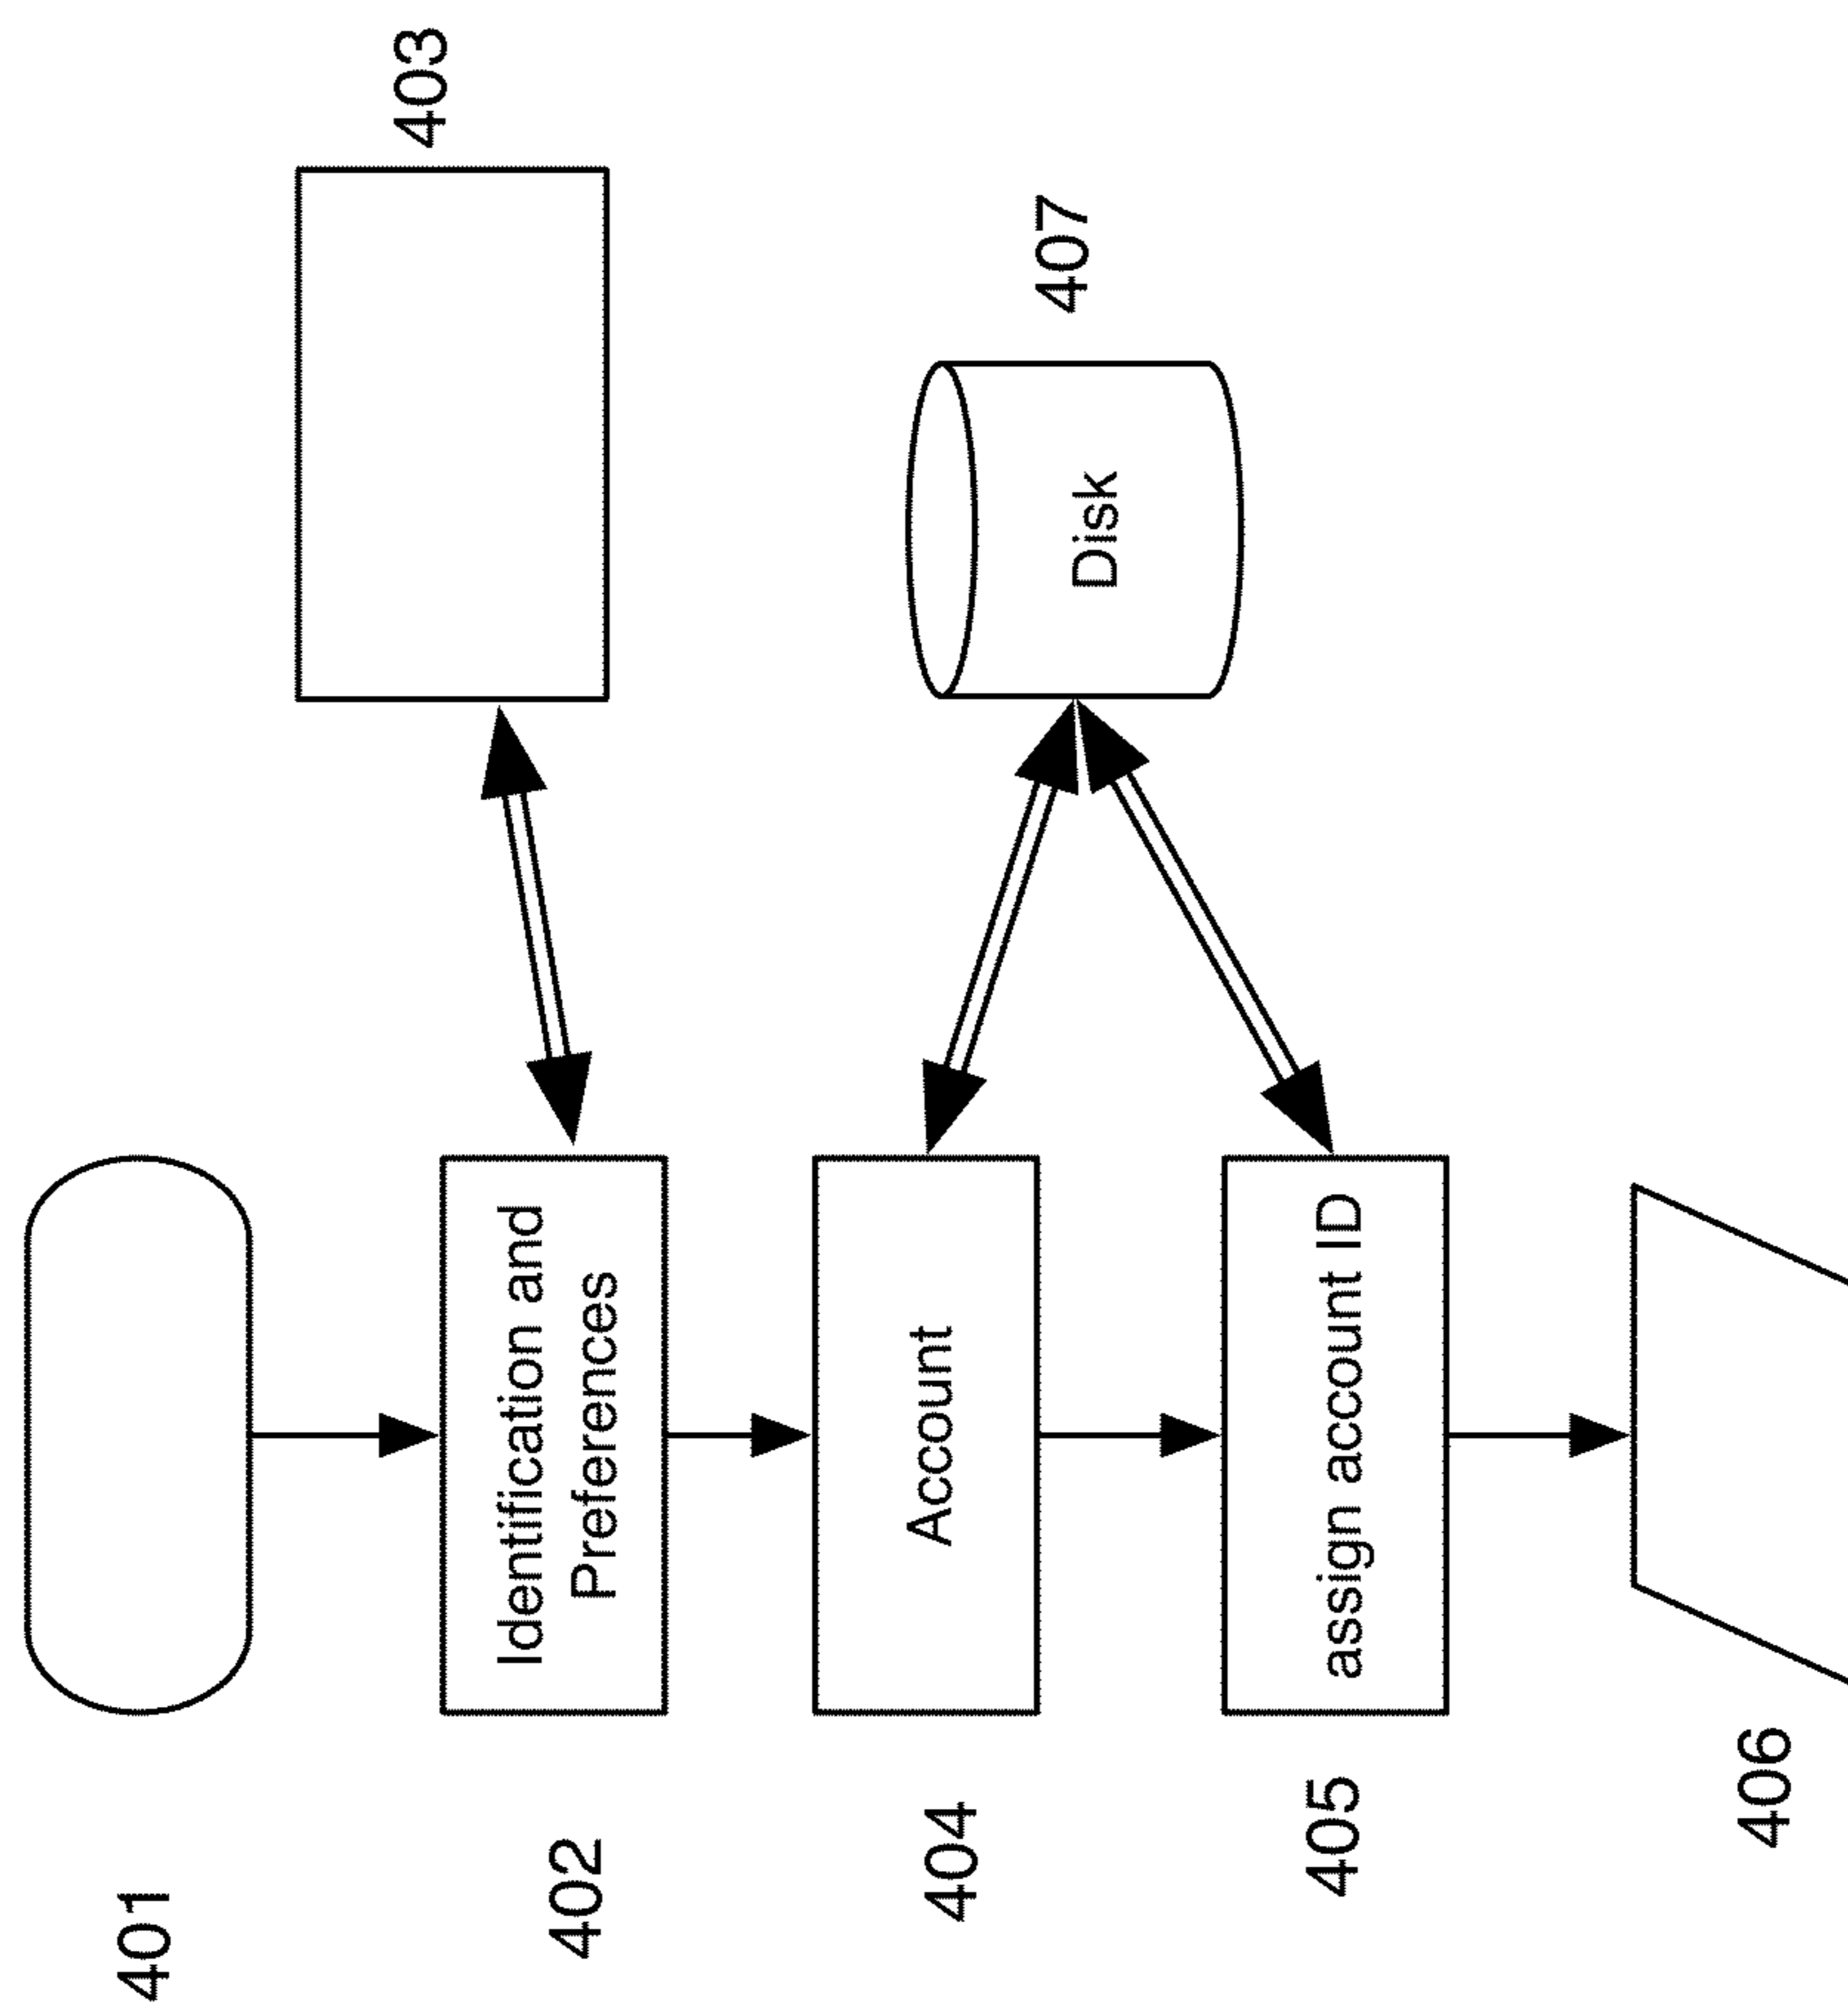 401
402
Identification and
Preferences
403
404
Account
407
Disk
405
assign account ID
406